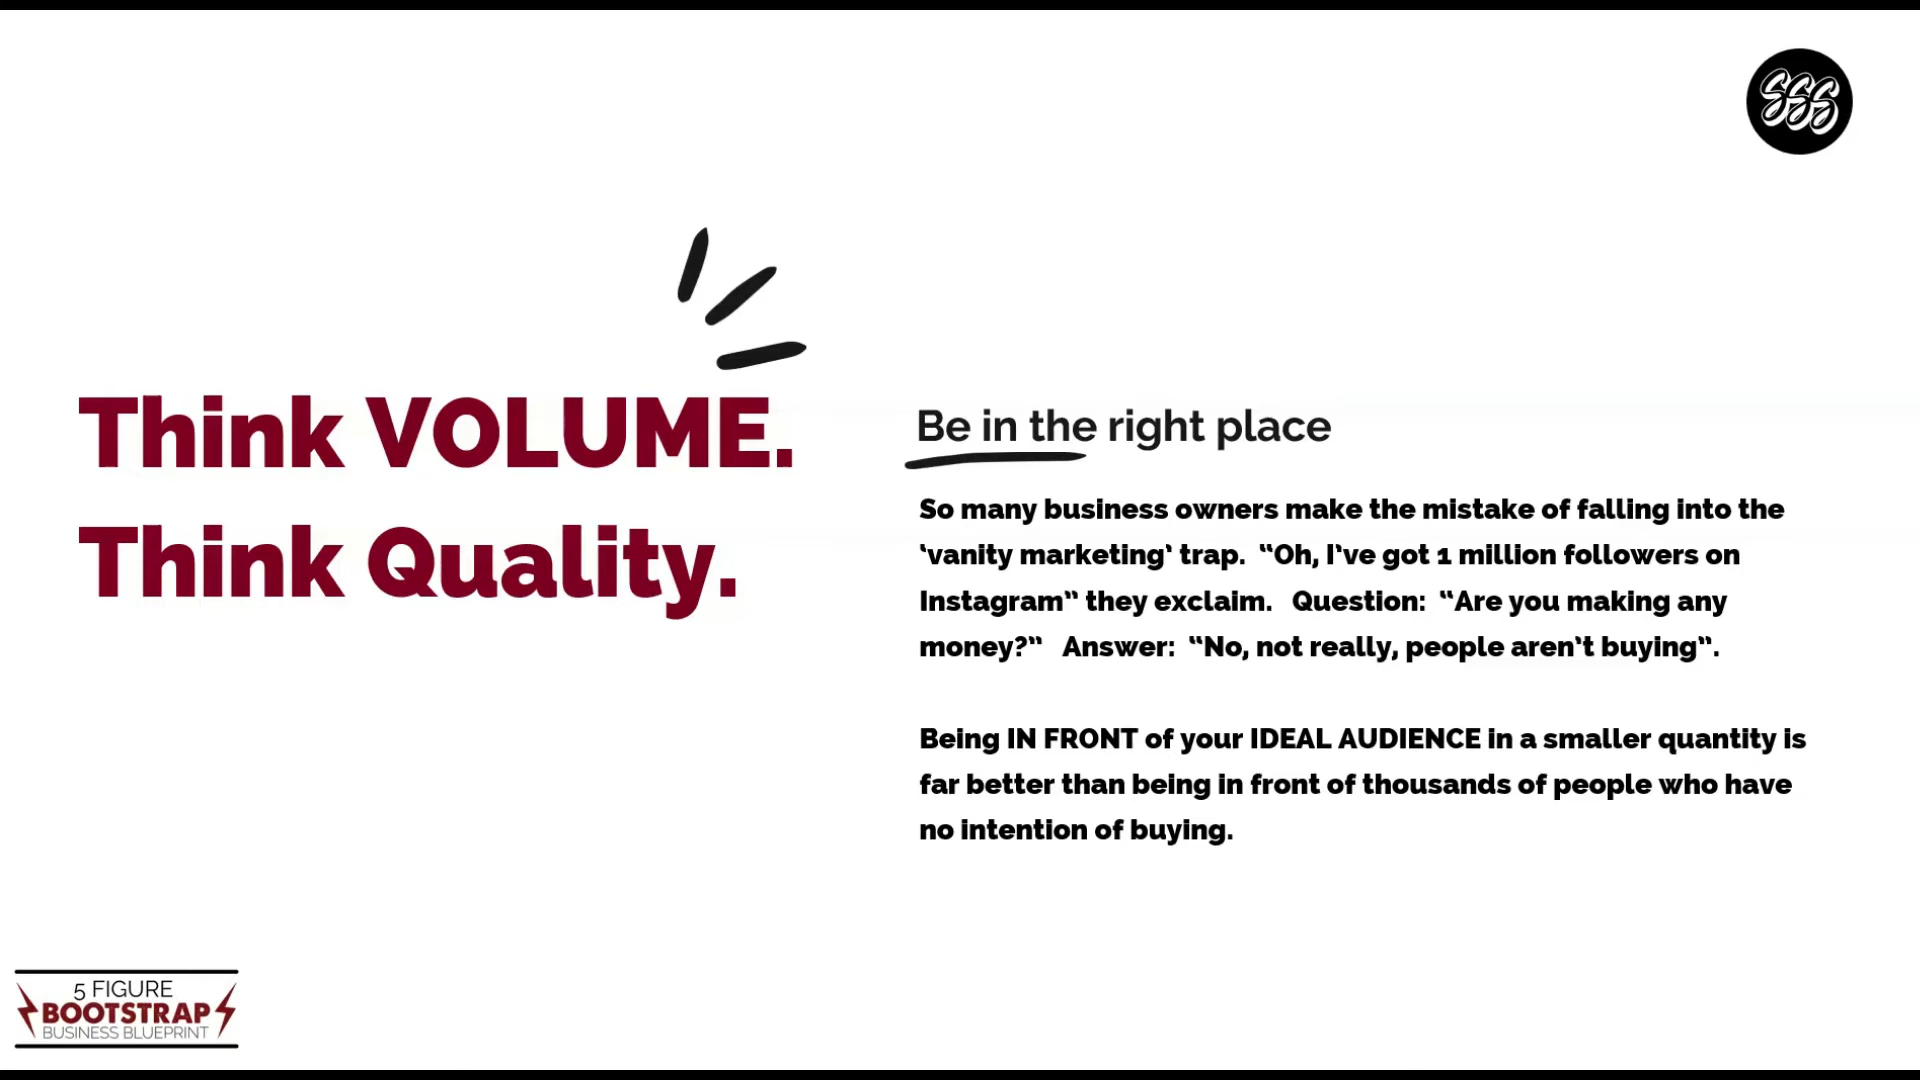 SSS
Think VOLUME.
Think Quality.
Be in the right place
So many business owners make the mistake of falling into the
‘vanity marketing’ trap.  “Oh, I’ve got 1 million followers on
Instagram” they exclaim.  Question:  “Are you making any
money?”  Answer:  “No, not really, people aren’t buying”.
Being IN FRONT of your IDEAL AUDIENCE in a smaller quantity is
far better than being in front of thousands of people who have
no intention of buying.
5 FIGURE
BOOTSTRAP
BUSINESS BLUEPRINT